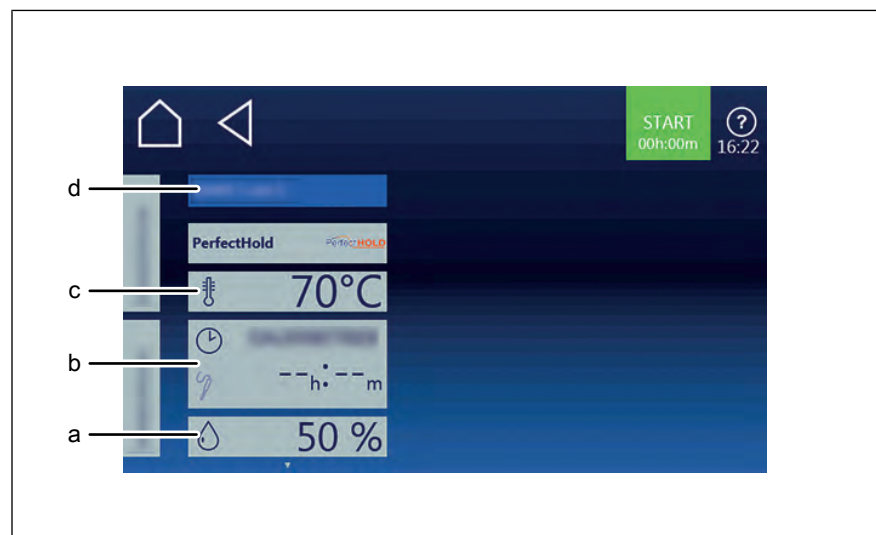 START
00h:00m
?
16:22
d
PerfectHold PerfectHOLD
c
70°C
b
--h:--m
a
50 %